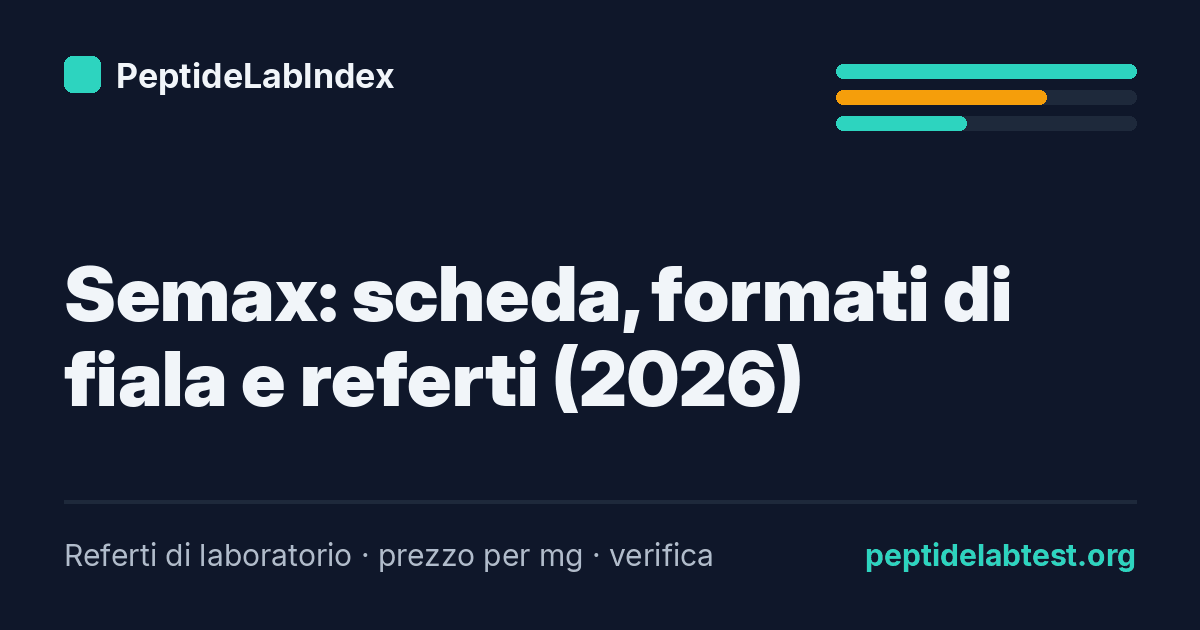 PeptideLabIndex
Semax: scheda, formati di
fiala e referti (2026)
Referti di laboratorio · prezzo per mg · verifica
peptidelabtest.org